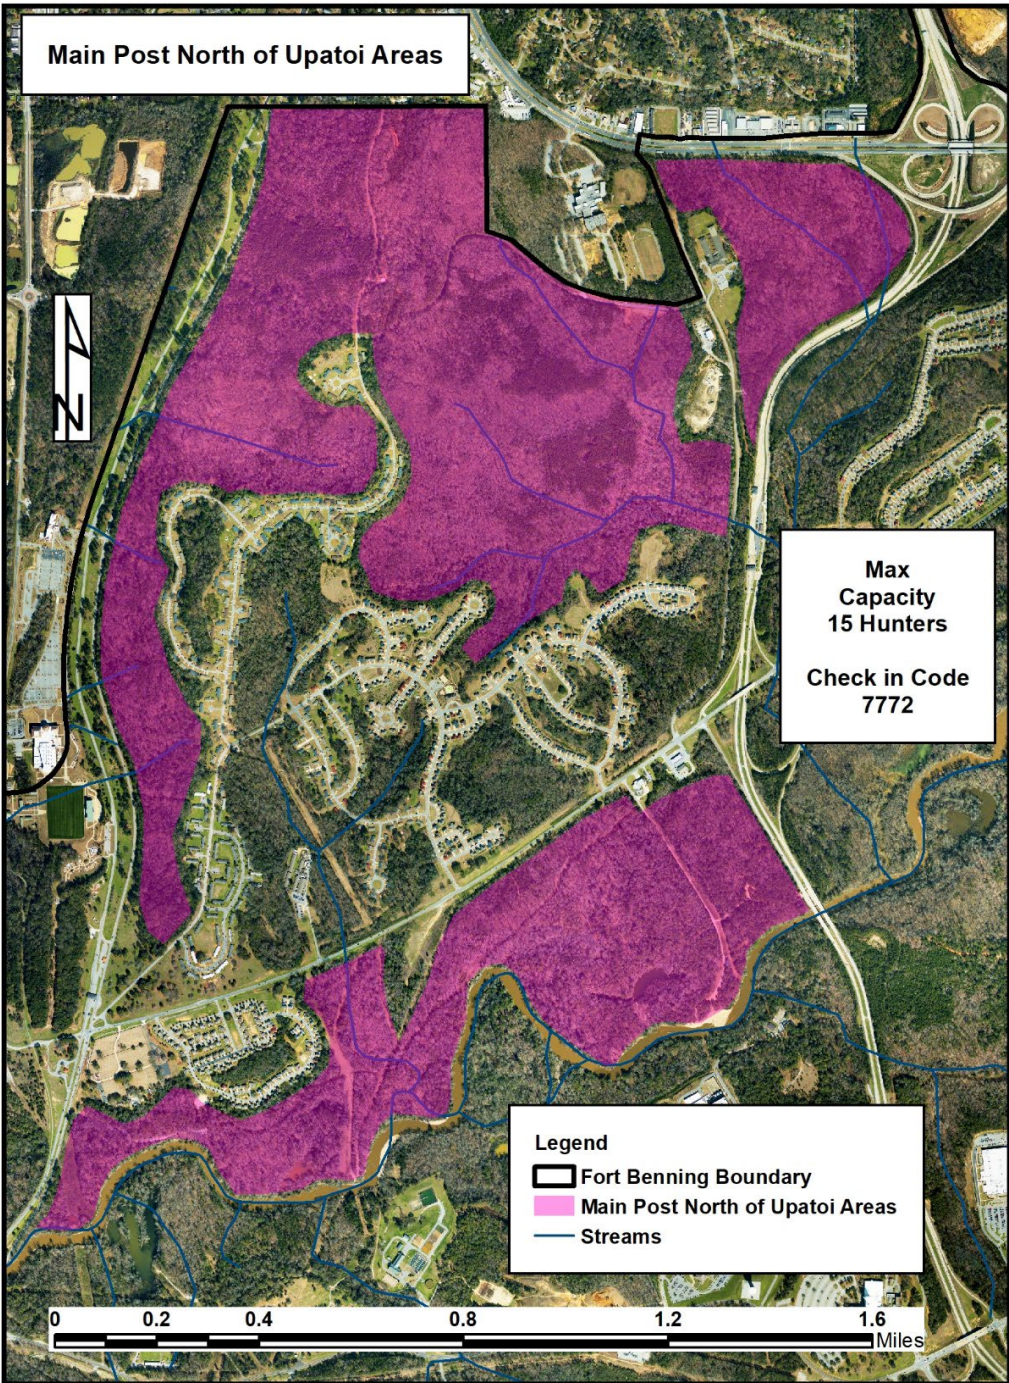 Main Post North of Upatoi Areas
N
Max
Capacity
15 Hunters
Check in Code
7772
Legend
Fort Benning Boundary
Main Post North of Upatoi Areas
Streams
0 0.2 0.4 0.8 1.2 1.6
Miles